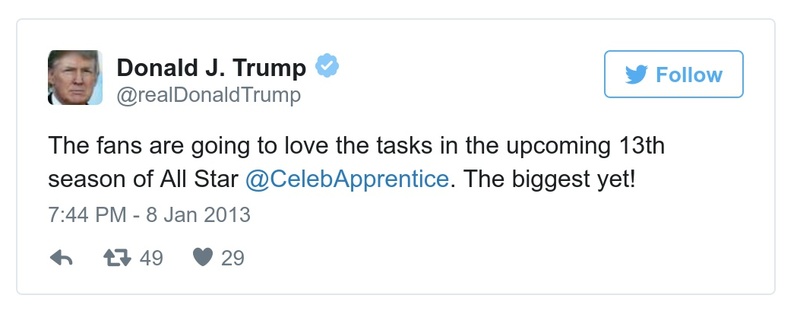 Donald J. Trump
@realDonaldTrump
Follow
The fans are going to love the tasks in the upcoming 13th
season of All Star @CelebApprentice. The biggest yet!
7:44 PM - 8 Jan 2013
49 29